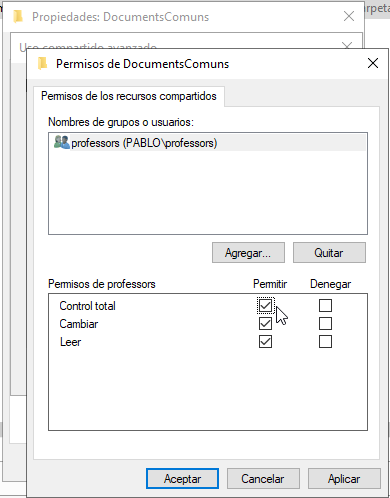 Propiedades: DocumentsComuns
Uso compartido avanzado
Permisos de DocumentsComuns
Permisos de los recursos compartidos
Nombres de grupos o usuarios:
professors (PABLO\professors)
Agregar... Quitar
Permisos de professors Permitir Denegar
Control total
Cambiar
Leer
Aceptar Cancelar Aplicar